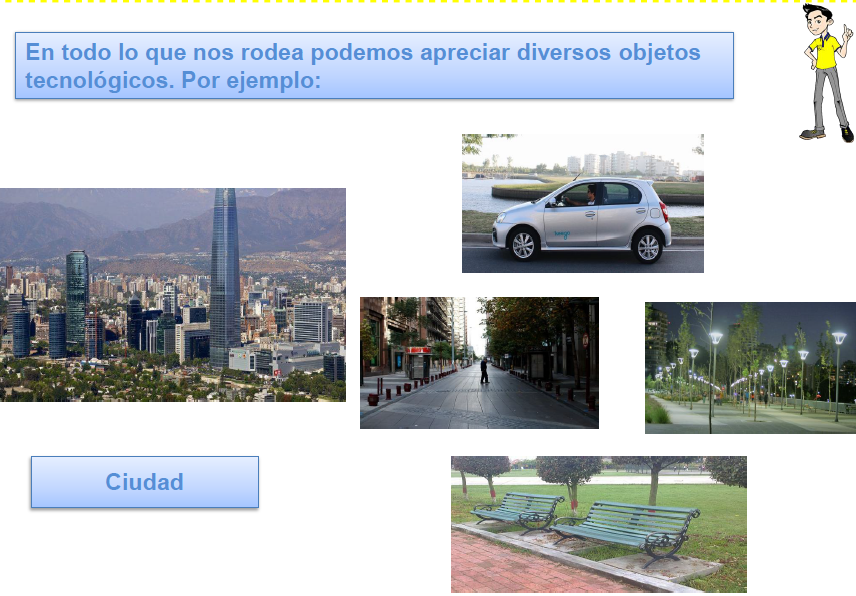 En todo lo que nos rodea podemos apreciar diversos objetos
tecnológicos. Por ejemplo:
Ciudad